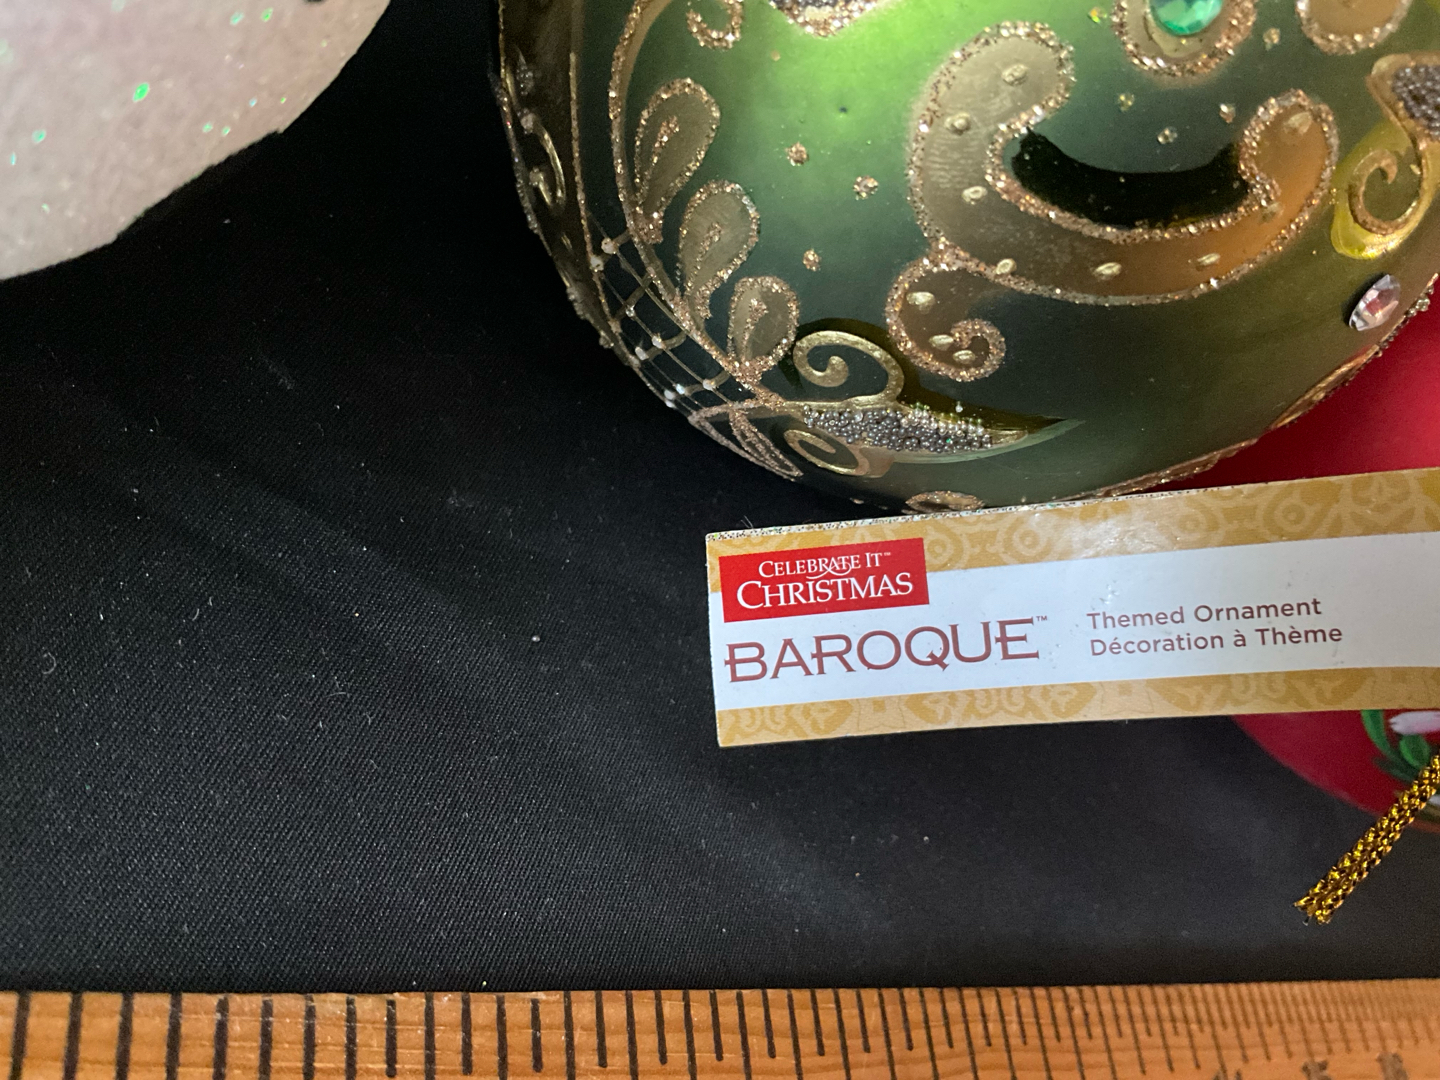 CELEBRATE IT™
CHRISTMAS
BAROQUE™
Themed Ornament
Décoration à Thème